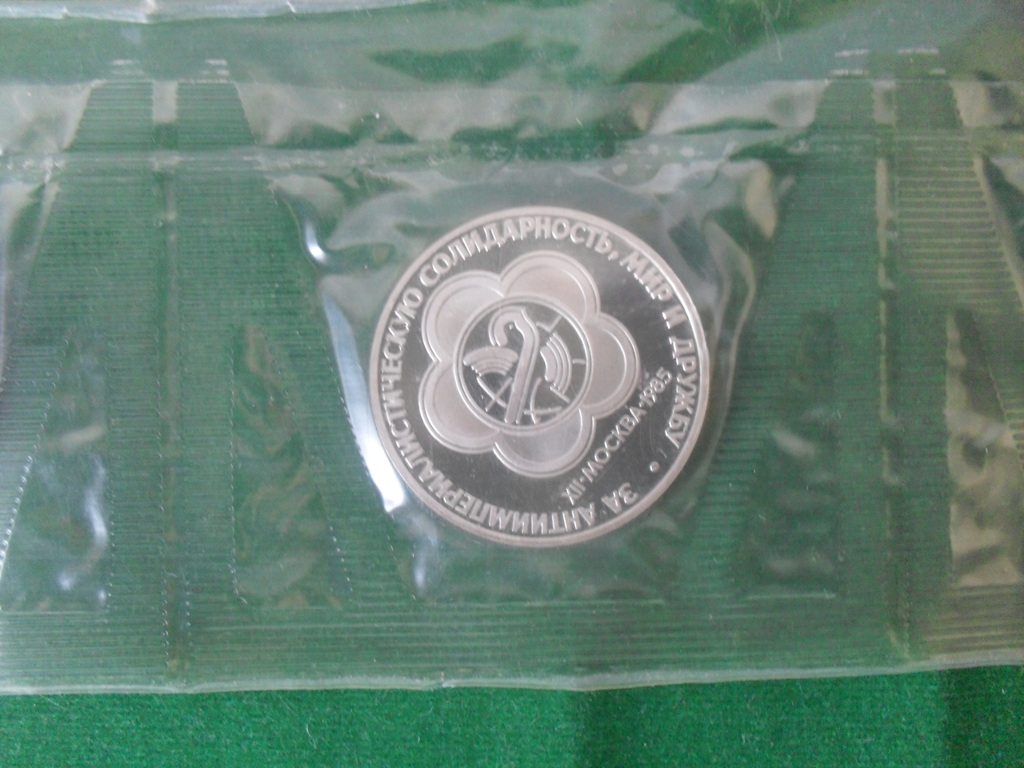 ЗА АНТИИМПЕРИАЛИСТИЧЕСКУЮ СОЛИДАРНОСТЬ, МИР И ДРУЖБУ •
XII·МОСКВА·1985